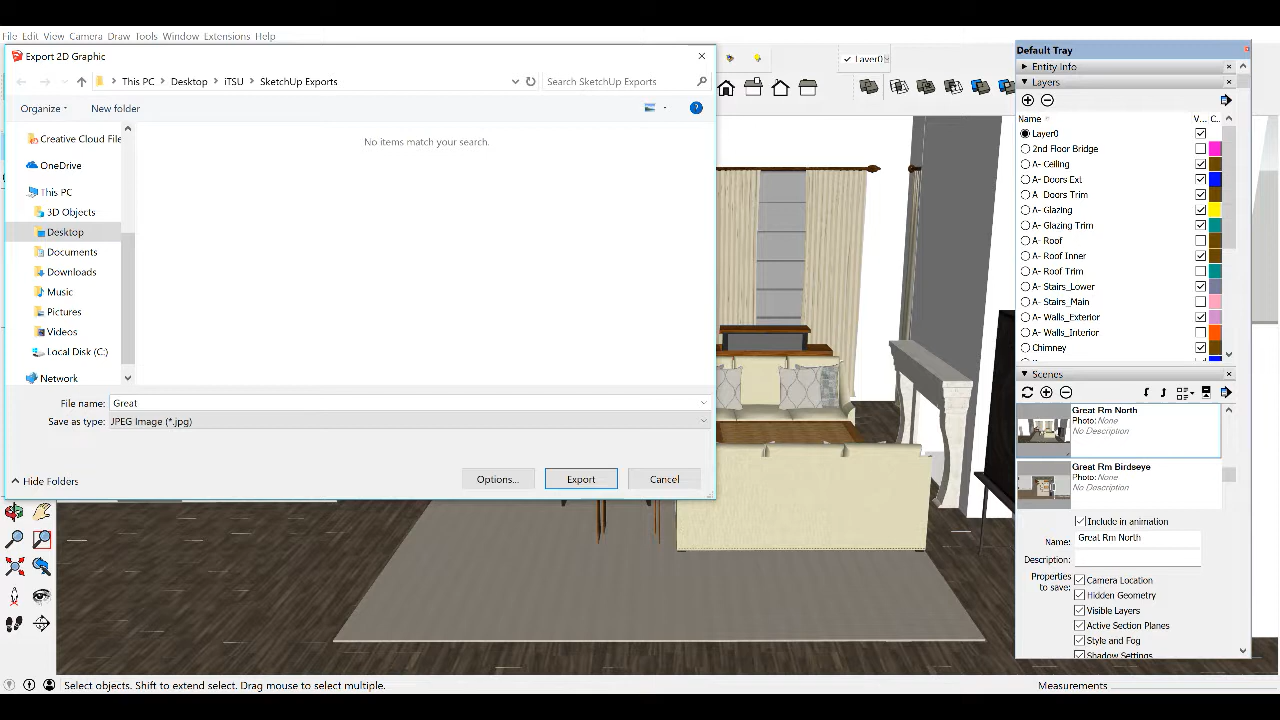 File Edit View Camera Draw Tools Window Extensions Help
Export 2D Graphic
This PC Desktop iTSU SketchUp Exports
Search SketchUp Exports
Organize New folder
No items match your search.
Creative Cloud File
OneDrive
This PC
3D Objects
Desktop
Documents
Downloads
Music
Pictures
Videos
Local Disk (C:)
Network
File name: Great
Save as type: JPEG Image (*.jpg)
Hide Folders
Options... Export Cancel
Layer0
Default Tray
Entity Info
Layers
Name V... C...
Layer0
2nd Floor Bridge
A- Ceiling
A- Doors Ext
A- Doors Trim
A- Glazing
A- Glazing Trim
A- Roof
A- Roof Inner
A- Roof Trim
A- Stairs_Lower
A- Stairs_Main
A- Walls_Exterior
A- Walls_Interior
Chimney
Scenes
Great Rm North
Photo: None
No Description
Great Rm Birdseye
Photo: None
No Description
Include in animation
Name: Great Rm North
Description:
Properties to save:
Camera Location
Hidden Geometry
Visible Layers
Active Section Planes
Style and Fog
Shadow Settings
Select objects. Shift to extend select. Drag mouse to select multiple.
Measurements